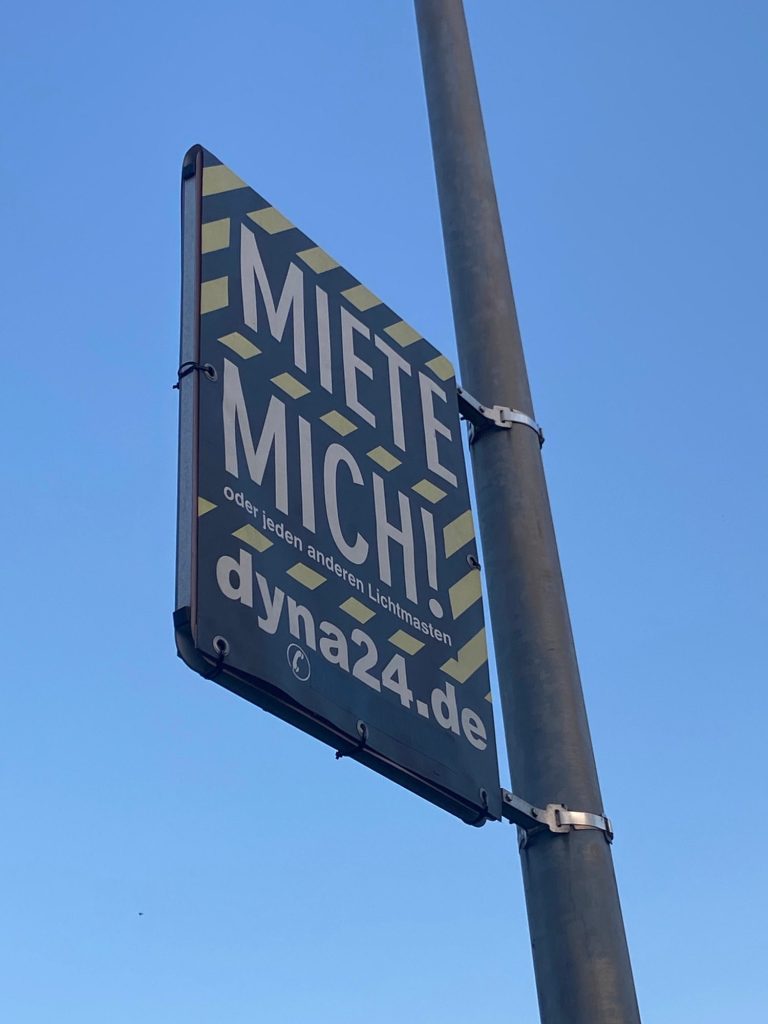 MIETE
MICH!
oder jeden anderen Lichtmasten
dyna24.de